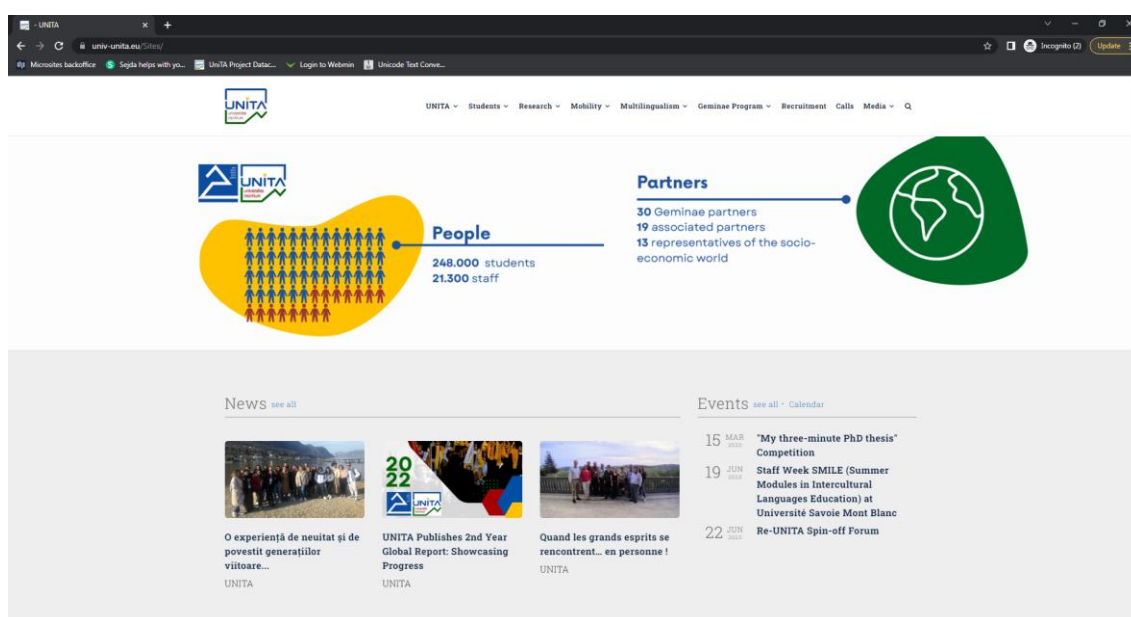 - UNITA
univ-unita.eu/Sites/
Incognito (2)
Update
Microsites backoffice
Sejda helps with yo...
UniTA Project Datac...
Login to Webmin
Unicode Text Conve...
UNITA
UNITA
Students
Research
Mobility
Multilingualism
Geminae Program
Recruitment
Calls
Media
UNITA
People
248.000 students
21.300 staff
Partners
30 Geminae partners
19 associated partners
13 representatives of the socio-
economic world
News see all
2022
UNITA
O experiență de neuitat și de
povestit generațiilor
viitoare...
UNITA
UNITA Publishes 2nd Year
Global Report: Showcasing
Progress
UNITA
Quand les grands esprits se
rencontrent... en personne !
UNITA
Events see all · Calendar
15 MAR
"My three-minute PhD thesis"
Competition
19 JUN
Staff Week SMILE (Summer
Modules in Intercultural
Languages Education) at
Université Savoie Mont Blanc
22 JUN
Re-UNITA Spin-off Forum